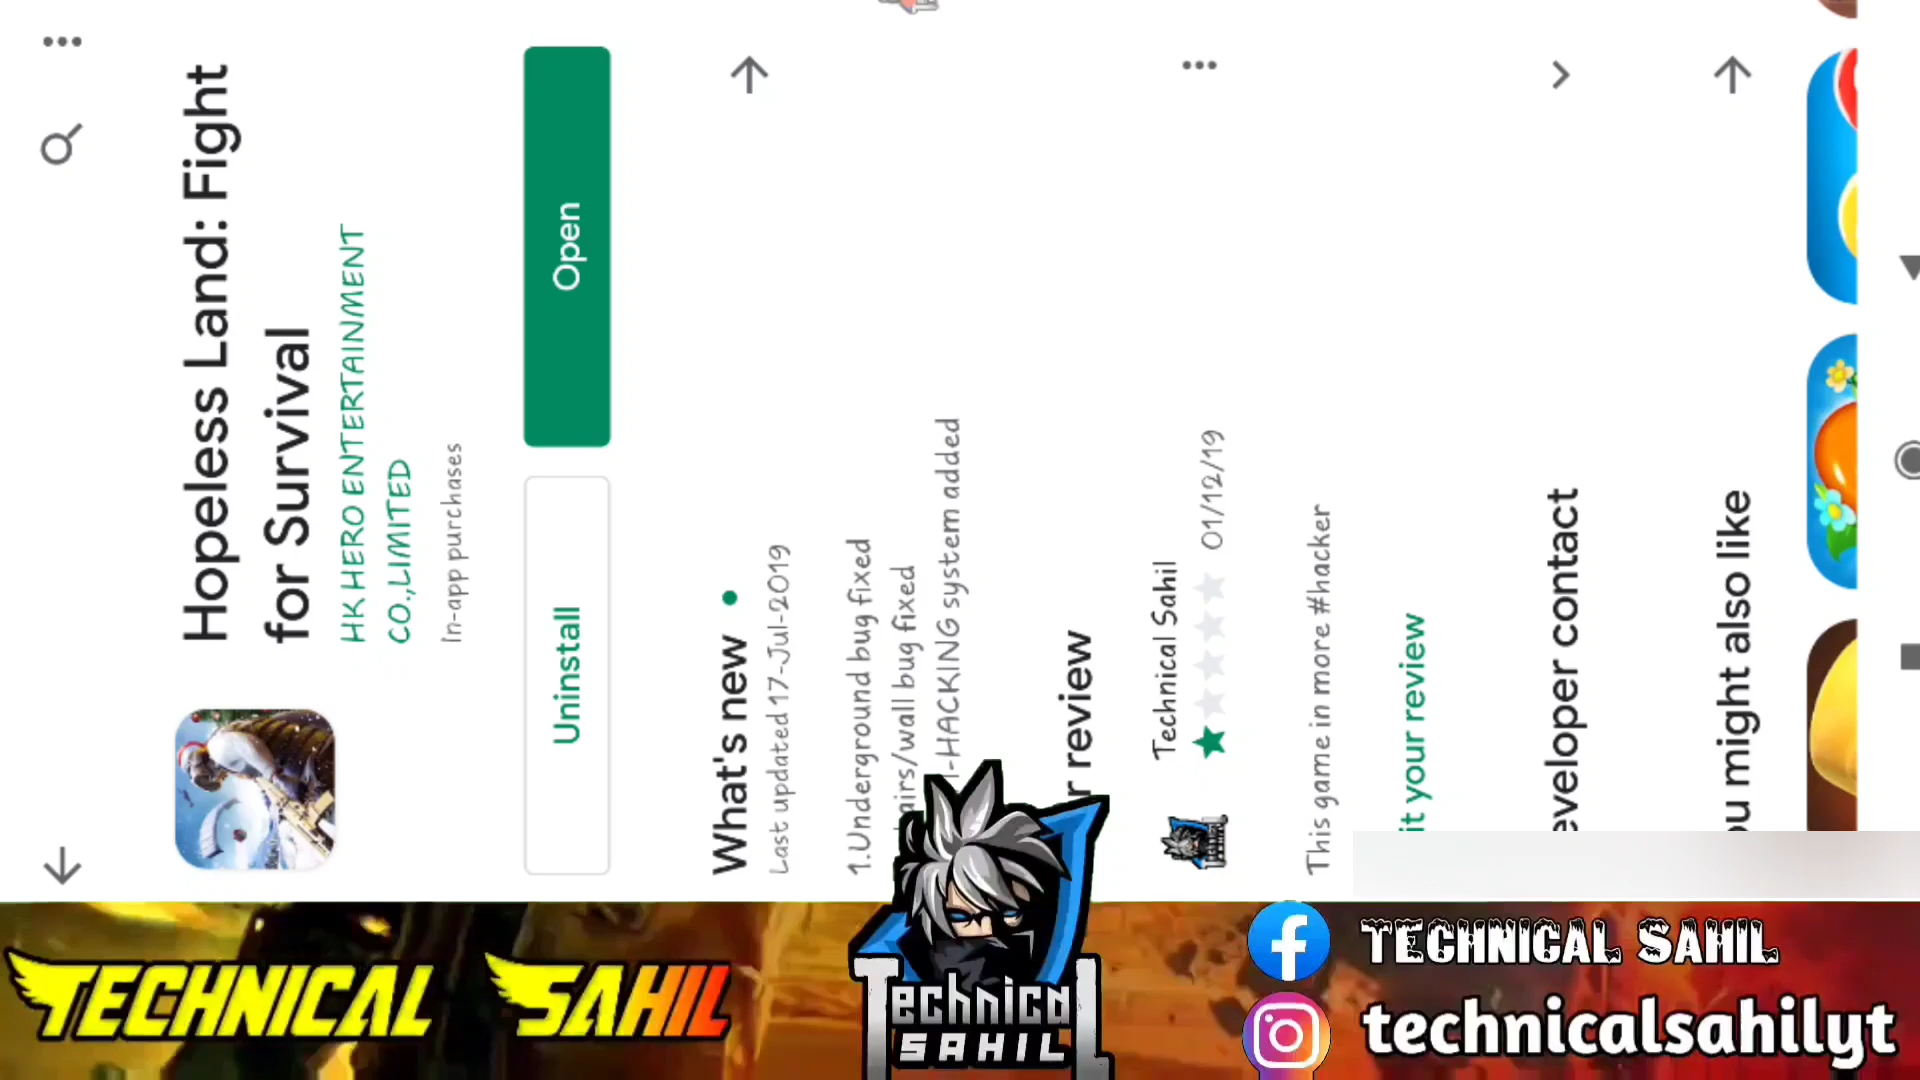 Hopeless Land: Fight
for Survival
HK HERO ENTERTAINMENT
CO.,LIMITED
In-app purchases
Uninstall
Open
What's new
Last updated 17-Jul-2019
1.Underground bug fixed
airs/wall bug fixed
I-HACKING system added
r review
Technical Sahil
01/12/19
This game in more #hacker
it your review
eveloper contact
ou might also like
TECHNICAL SAHIL
Technical
SAHIL
TECHNICAL SAHIL
technicalsahilyt